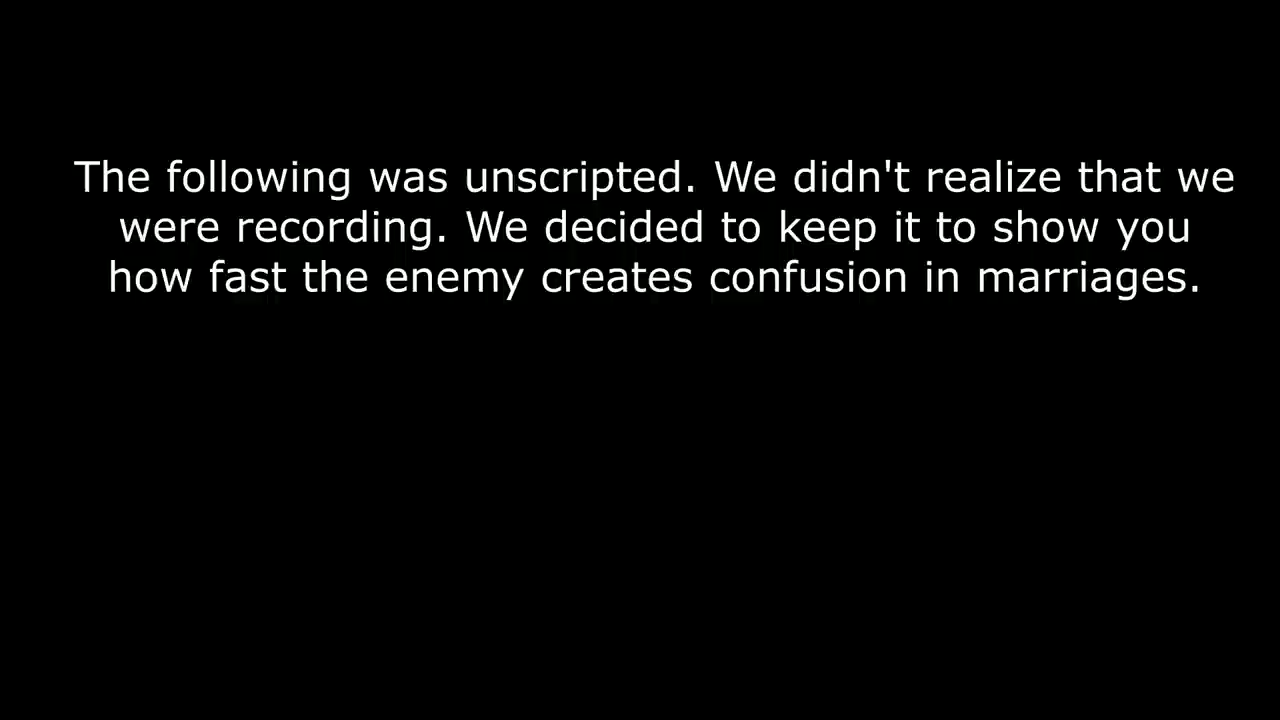 The following was unscripted. We didn't realize that we
were recording. We decided to keep it to show you
how fast the enemy creates confusion in marriages.